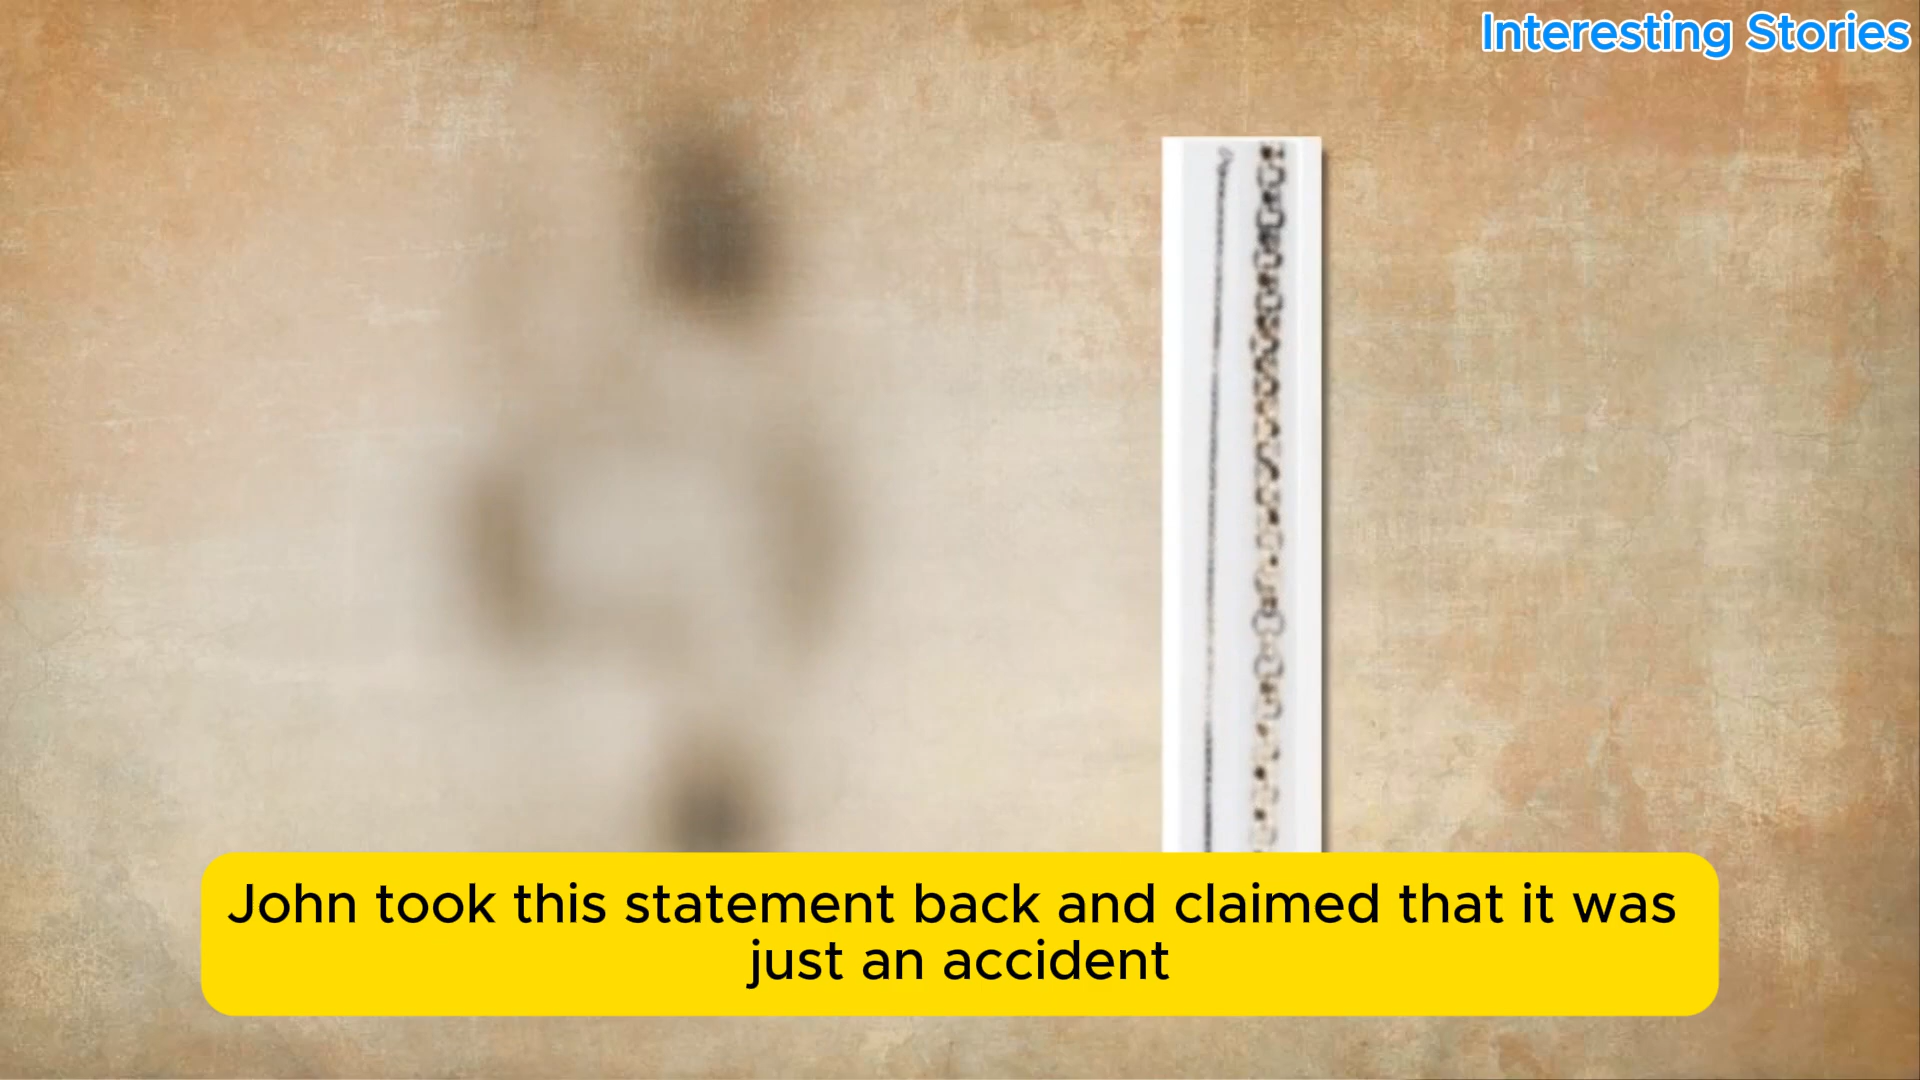 Interesting Stories
John took this statement back and claimed that it was
just an accident